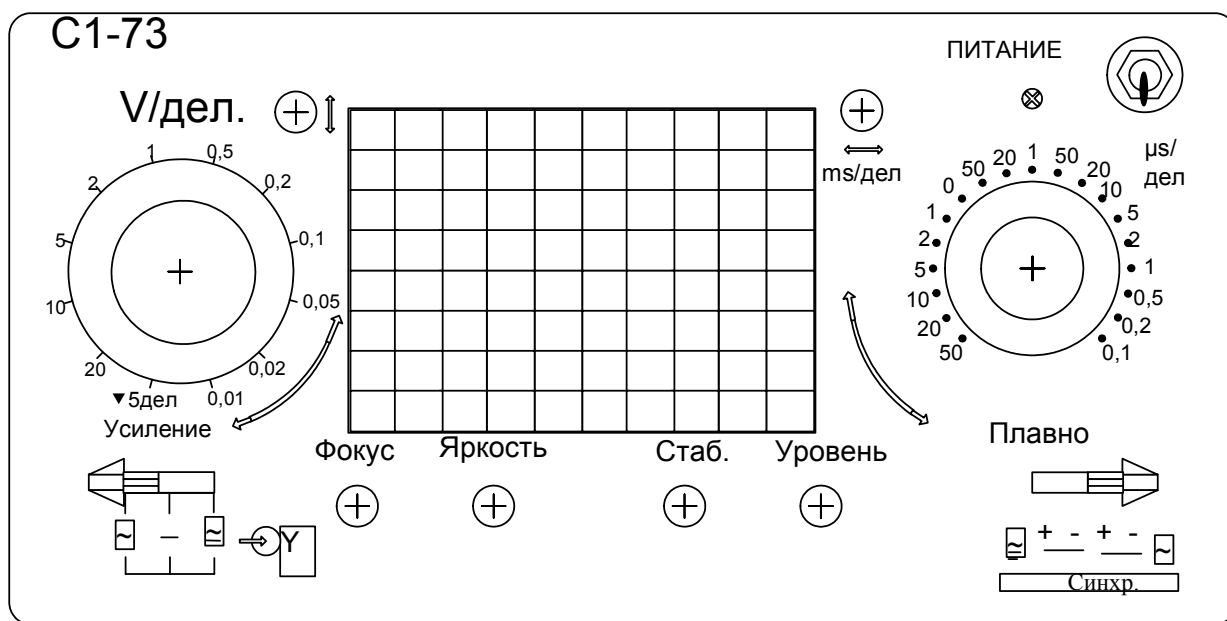 С1-73
ПИТАНИЕ
V/дел.
ms/дел
µs/
дел
1
0,5
2
0,2
5
0,1
10
0,05
20
0,02
0,01
▼5дел
Усиление
50
20
10
5
2
1
0
50
20
1
50
20
10
5
2
1
0,5
0,2
0,1
Фокус
Яркость
Стаб.
Уровень
Плавно
~ – ≃ Y
≃ + - + - ~
Синхр.